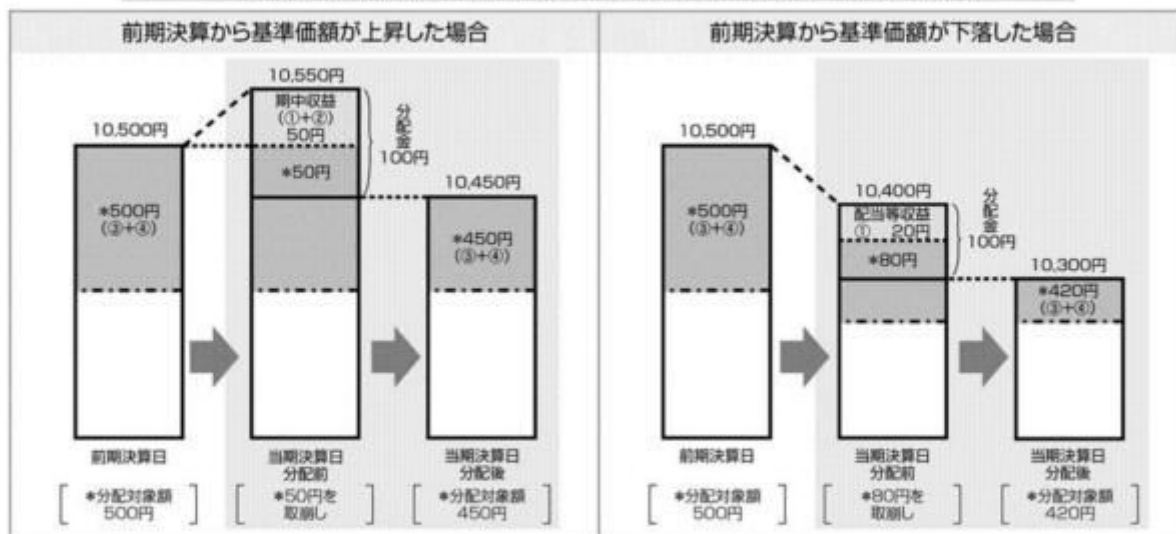 前期決算から基準価額が上昇した場合
10,550円
期中収益
(①+②)
50円
10,500円
*50円
分配金
100円
10,450円
*500円
(③+④)
*450円
(③+④)
前期決算日
当期決算日
分配前
当期決算日
分配後
*分配対象額
500円
*50円を
取崩し
*分配対象額
450円
前期決算から基準価額が下落した場合
10,500円
10,400円
配当等収益
① 20円
分配金
100円
*500円
(③+④)
*80円
10,300円
*420円
(③+④)
前期決算日
当期決算日
分配前
当期決算日
分配後
*分配対象額
500円
*80円を
取崩し
*分配対象額
420円